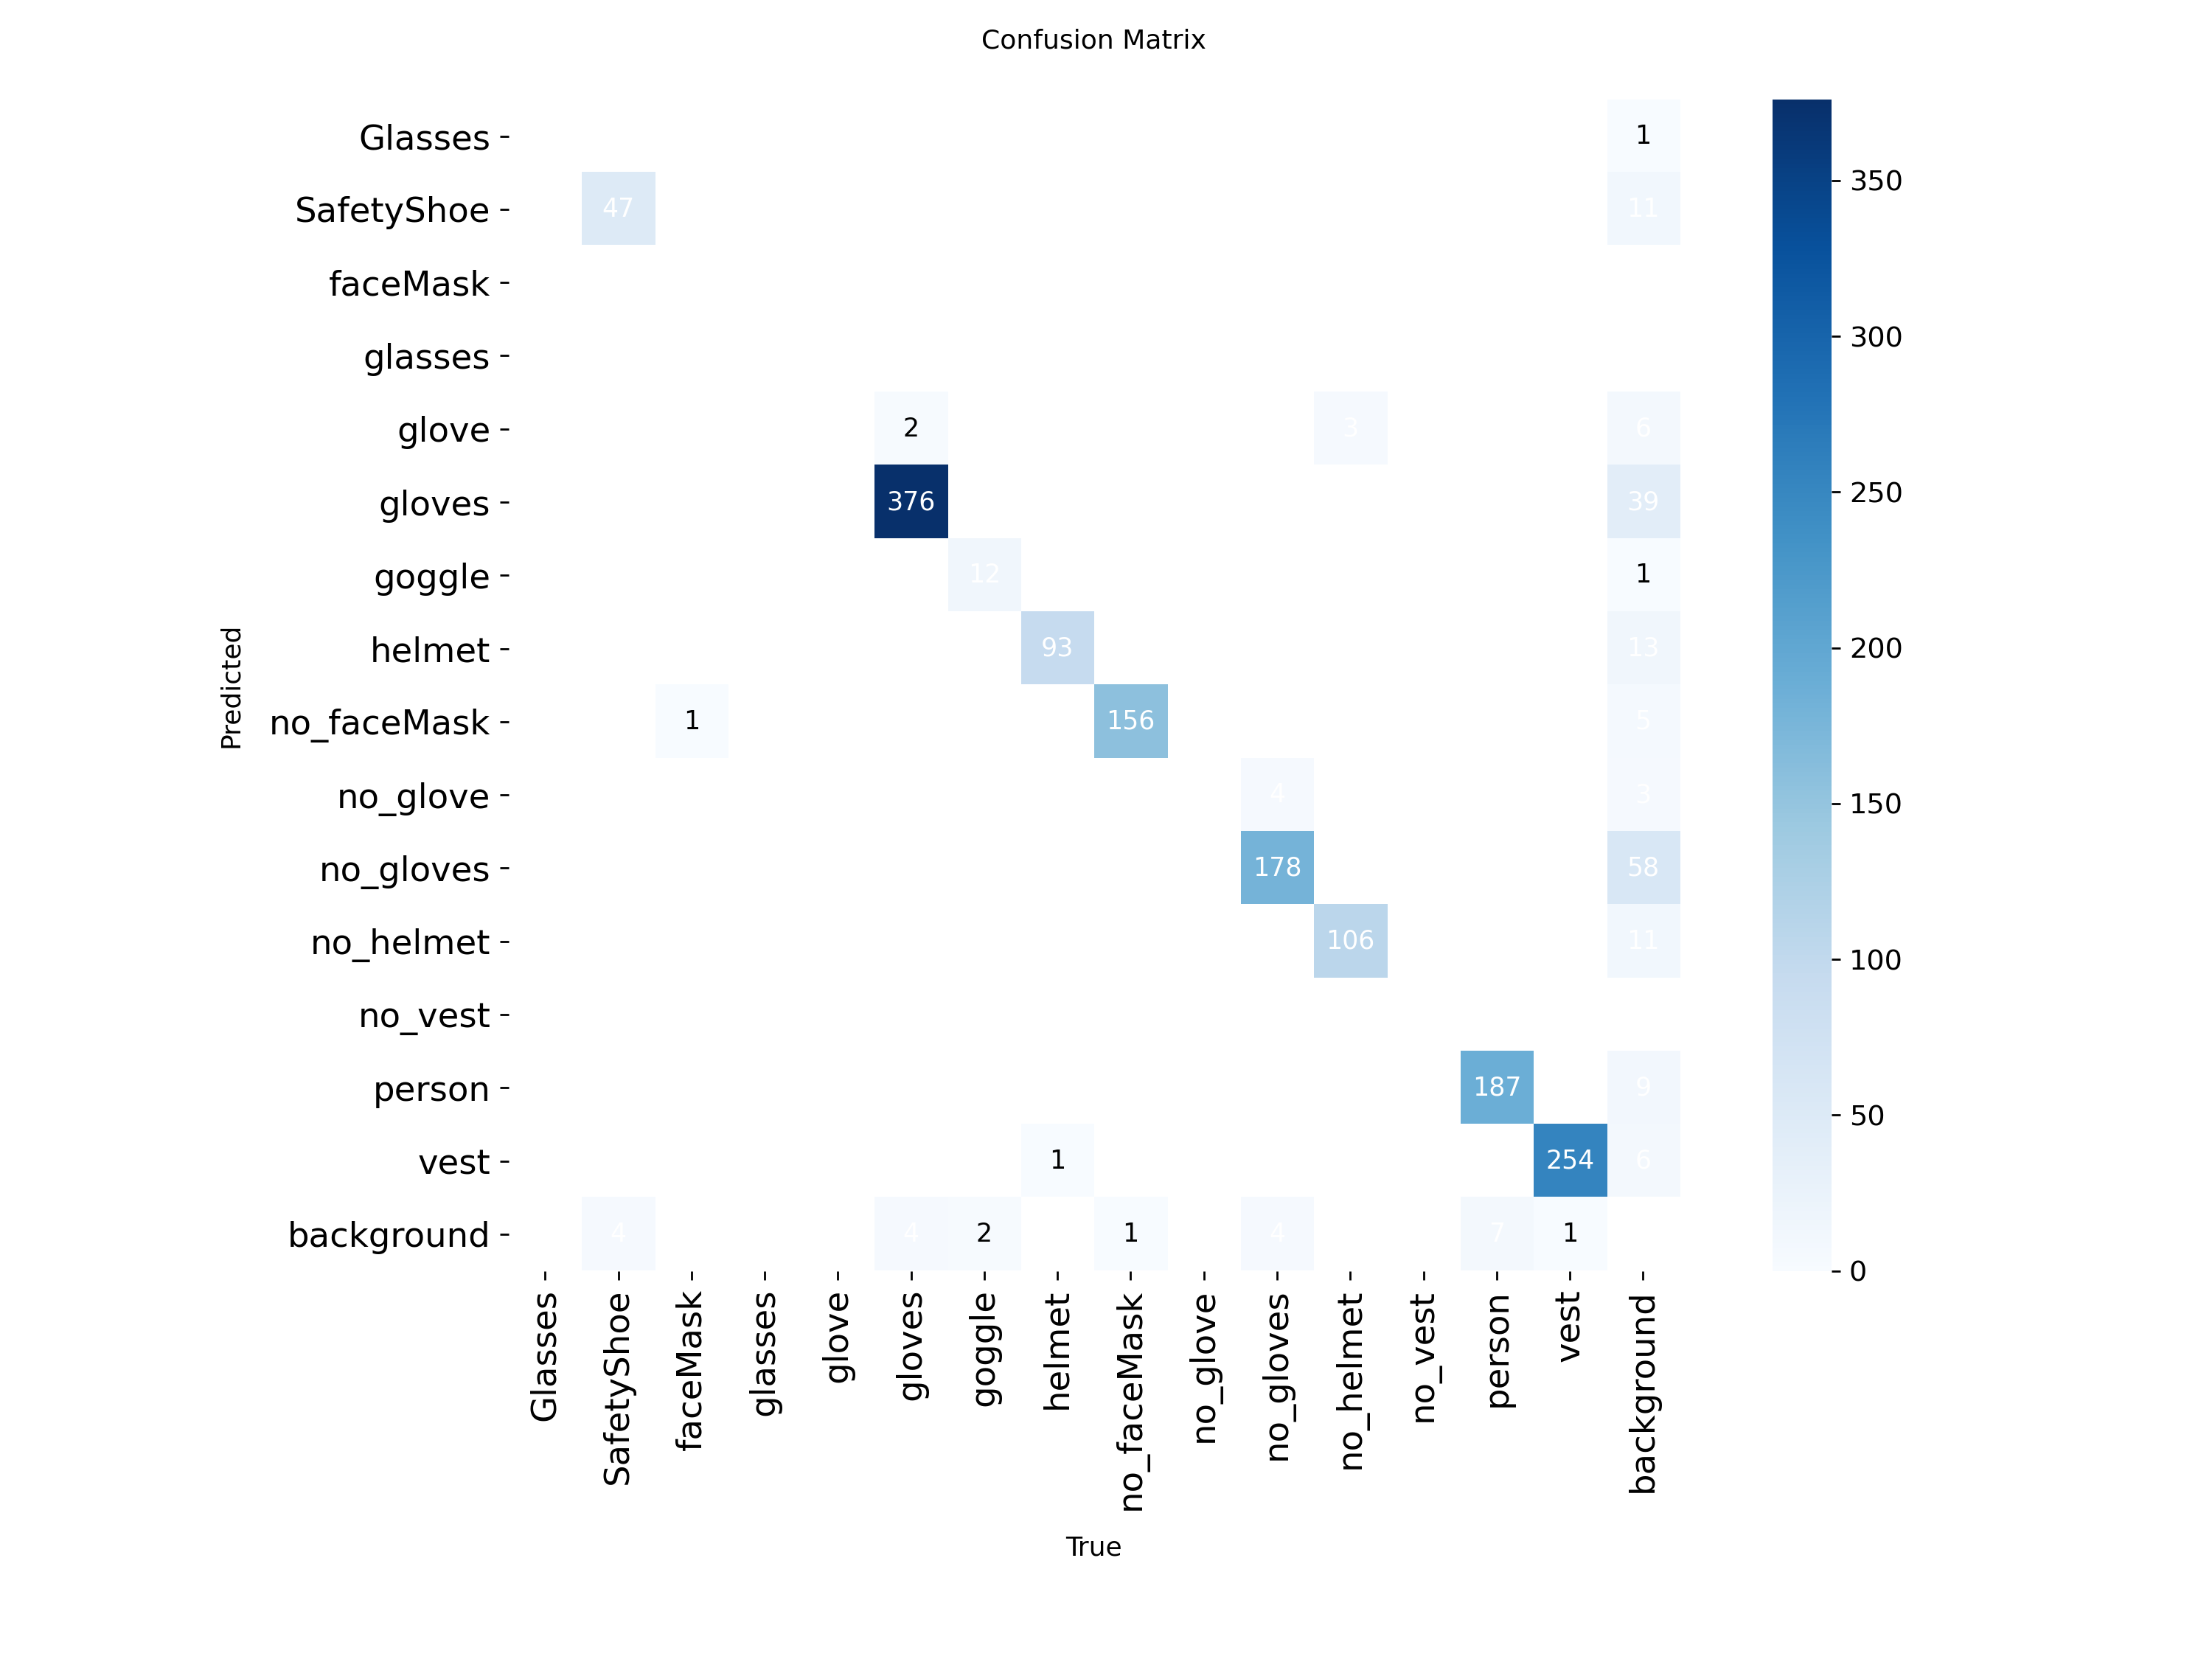 Confusion Matrix
Glasses 1
SafetyShoe 47 11
faceMask
glasses
glove 2 3 6
gloves 376 39
goggle 12 1
helmet 93 13
no_faceMask 1 156 5
no_glove 4 3
no_gloves 178 58
no_helmet 106 11
no_vest
person 187 9
vest 1 254 6
background 4 4 2 1 4 7 1
Predicted
Glasses SafetyShoe faceMask glasses glove gloves goggle helmet no_faceMask no_glove no_gloves no_helmet no_vest person vest background
True
350
300
250
200
150
100
50
0